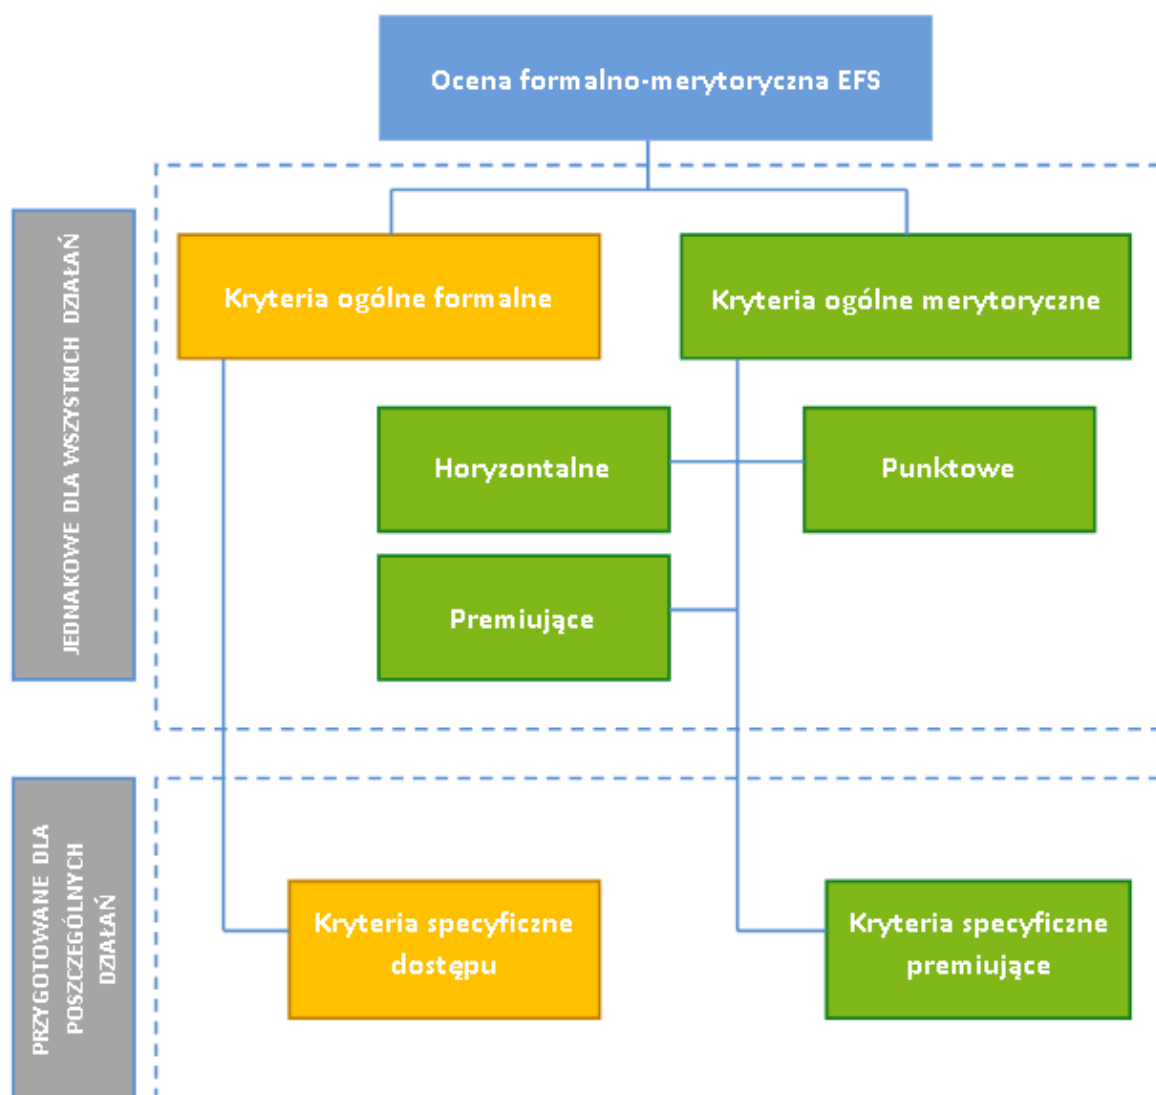 Ocena formalno-merytoryczna EFS
JEDNAKOWE DLA WSZYSTKICH DZIAŁAŃ
Kryteria ogólne formalne
Kryteria ogólne merytoryczne
Horyzontalne
Punktowe
Premiujące
PRZYGOTOWANE DLA
POSZCZEGÓLNYCH
DZIAŁAŃ
Kryteria specyficzne
dostępu
Kryteria specyficzne
premiujące